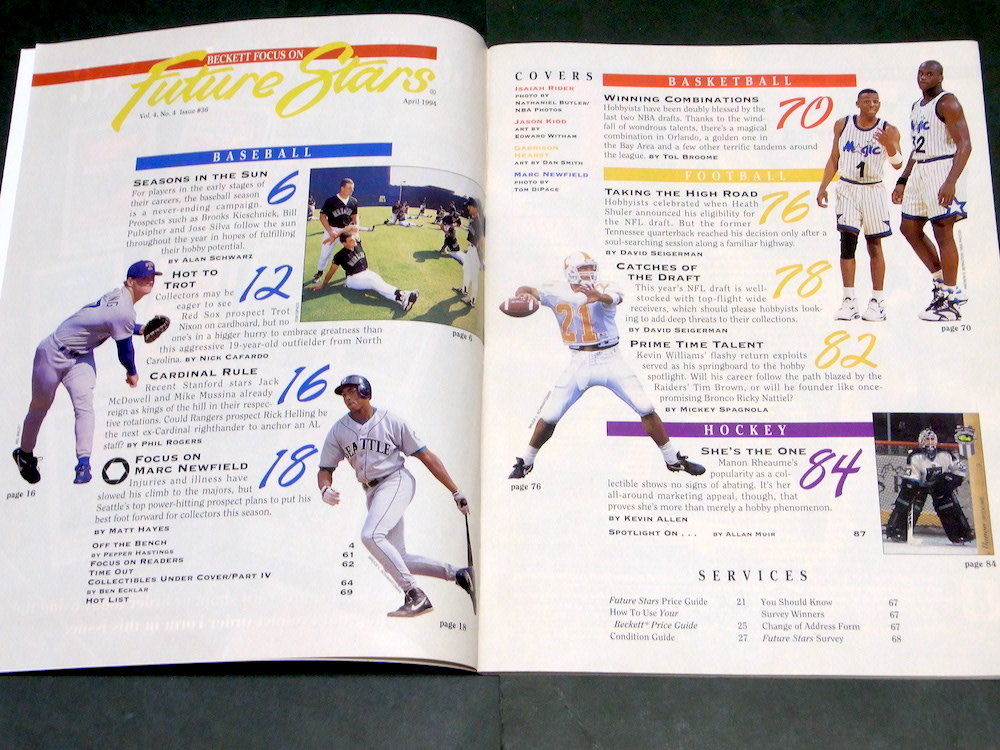 BECKETT FOCUS ON
Future Stars®
Vol. 4, No. 4 Issue #36
April 1994
BASEBALL
SEASONS IN THE SUN
For players in the early stages of
their careers, the baseball season
is a never-ending campaign.
Prospects such as Brooks Kieschnick, Bill
Pulsipher and Jose Silva follow the sun
throughout the year in hopes of fulfilling
their hobby potential.
BY ALAN SCHWARZ
6
page 6
HOT TO
TROT
Collectors may be
eager to see
Red Sox prospect Trot
Nixon on cardboard, but no
one's in a bigger hurry to embrace greatness than
this aggressive 19-year-old outfielder from North
Carolina. BY NICK CAFARDO
12
CARDINAL RULE
Recent Stanford stars Jack
McDowell and Mike Mussina already
reign as kings of the hill in their respec-
tive rotations. Could Rangers prospect Rick Helling be
the next ex-Cardinal righthander to anchor an AL
staff? BY PHIL ROGERS
16
page 16
FOCUS ON
MARC NEWFIELD
Injuries and illness have
slowed his climb to the majors, but
Seattle's top power-hitting prospect plans to put his
best foot forward for collectors this season.
BY MATT HAYES
18
SEATTLE
page 18
OFF THE BENCH 4
BY PEPPER HASTINGS
FOCUS ON READERS 61
TIME OUT 62
COLLECTIBLES UNDER COVER/PART IV 64
BY BEN ECKLAR
HOT LIST 69
COVERS
ISAIAH RIDER
PHOTO BY
NATHANIEL BUTLER/
NBA PHOTOS
JASON KIDD
ART BY
EDWARD WITHAM
GARRISON
HEARST
ART BY DAN SMITH
MARC NEWFIELD
PHOTO BY
TOM DIPACE
BASKETBALL
WINNING COMBINATIONS
Hobbyists have been doubly blessed by the
last two NBA drafts. Thanks to the wind-
fall of wondrous talents, there's a magical
combination in Orlando, a golden one in
the Bay Area and a few other terrific tandems around
the league. BY TOL BROOME
70
Magic
1
32
page 70
FOOTBALL
TAKING THE HIGH ROAD
Hobbyists celebrated when Heath
Shuler announced his eligibility for
the NFL draft. But the former
Tennessee quarterback reached his decision only after a
soul-searching session along a familiar highway.
BY DAVID SEIGERMAN
76
CATCHES OF
THE DRAFT
This year's NFL draft is well-
stocked with top-flight wide
receivers, which should please hobbyists look-
ing to add deep threats to their collections.
BY DAVID SEIGERMAN
78
21
page 76
PRIME TIME TALENT
Kevin Williams' flashy return exploits
served as his springboard to the hobby
spotlight. Will his career follow the path blazed by the
Raiders' Tim Brown, or will he founder like once-
promising Bronco Ricky Nattiel?
BY MICKEY SPAGNOLA
82
HOCKEY
SHE'S THE ONE
Manon Rheaume's
popularity as a col-
lectible shows no signs of abating. It's her
all-around marketing appeal, though, that
proves she's more than merely a hobby phenomenon.
BY KEVIN ALLEN
84
page 84
SPOTLIGHT ON . . . BY ALLAN MUIR 87
SERVICES
Future Stars Price Guide 21
How To Use Your
Beckett® Price Guide 25
Condition Guide 27
You Should Know 67
Survey Winners 67
Change of Address Form 67
Future Stars Survey 68